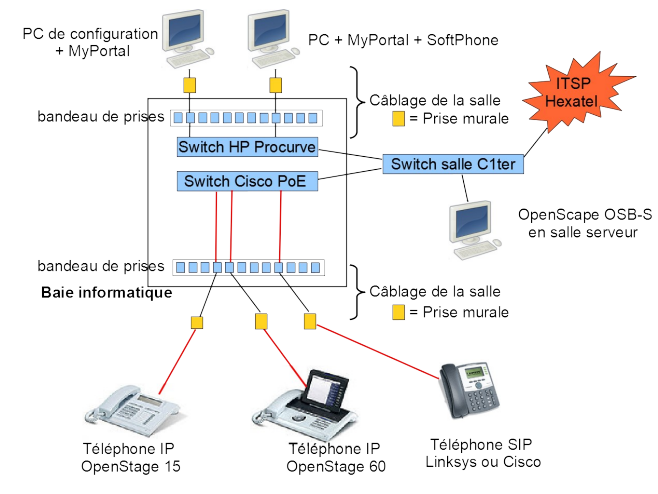 PC de configuration
+ MyPortal
PC + MyPortal + SoftPhone
ITSP
Hexatel
bandeau de prises
Câblage de la salle
= Prise murale
Switch HP Procurve
Switch salle C1ter
Switch Cisco PoE
OpenScape OSB-S
en salle serveur
bandeau de prises
Baie informatique
Câblage de la salle
= Prise murale
Téléphone IP
OpenStage 15
Téléphone IP
OpenStage 60
Téléphone SIP
Linksys ou Cisco